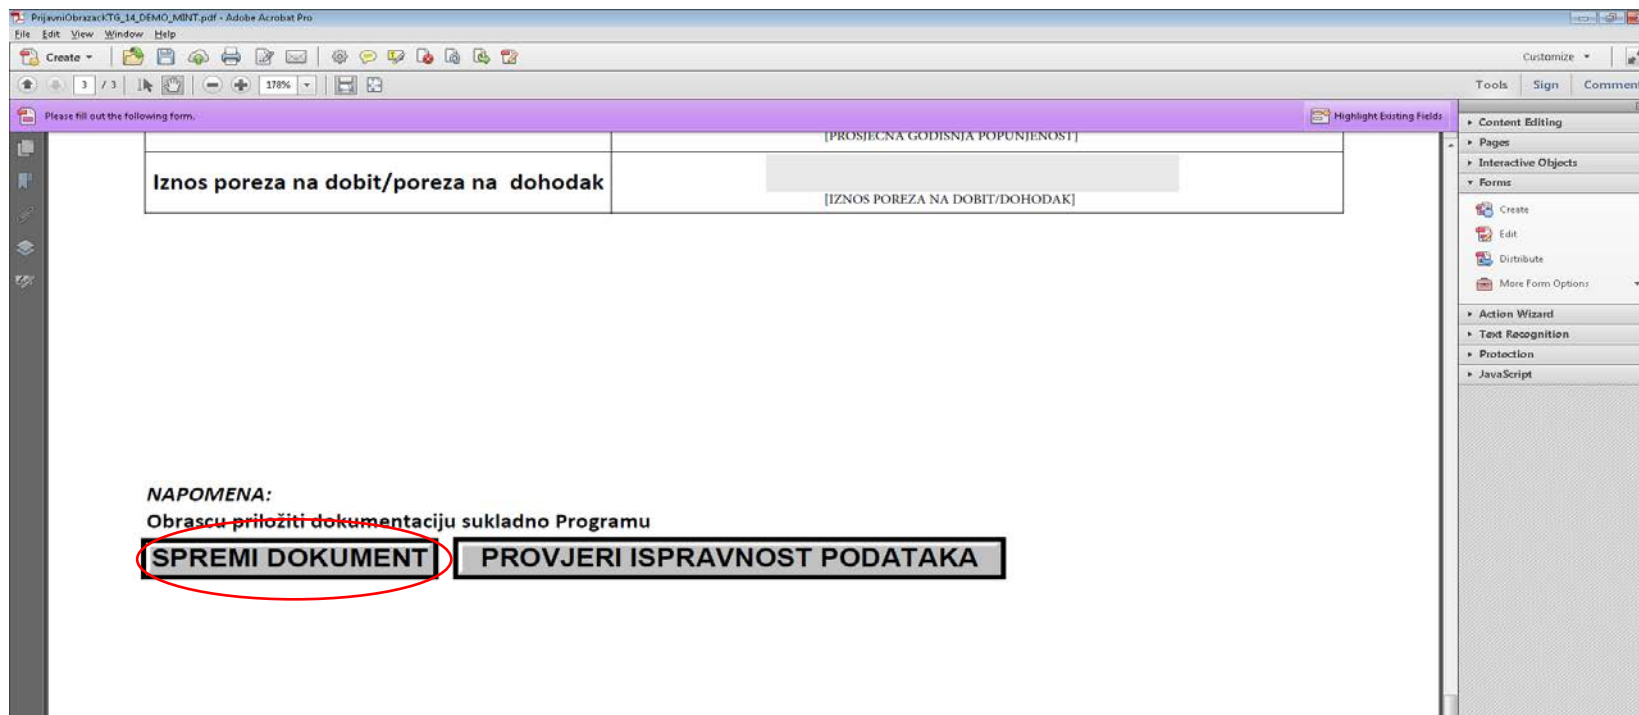 PrijavniObrazacKTG_14_DEMO_MINT.pdf - Adobe Acrobat Pro
File Edit View Window Help
Create Customize
3 / 3 178% Tools Sign Comment
Please fill out the following form. Highlight Existing Fields
[PROSJEČNA GODIŠNJA POPUNJENOST]
Iznos poreza na dobit/poreza na dohodak
[IZNOS POREZA NA DOBIT/DOHODAK]
NAPOMENA:
Obrascu priložiti dokumentaciju sukladno Programu
SPREMI DOKUMENT PROVJERI ISPRAVNOST PODATAKA
Content Editing
Pages
Interactive Objects
Forms
Create
Edit
Distribute
More Form Options
Action Wizard
Text Recognition
Protection
JavaScript